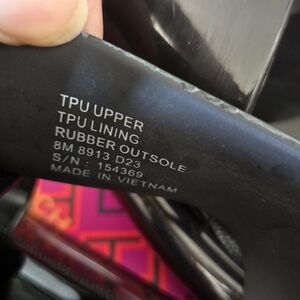 TPU UPPER
TPU LINING
RUBBER OUTSOLE
8M 8913 D23
S/N : 154369
MADE IN VIETNAM